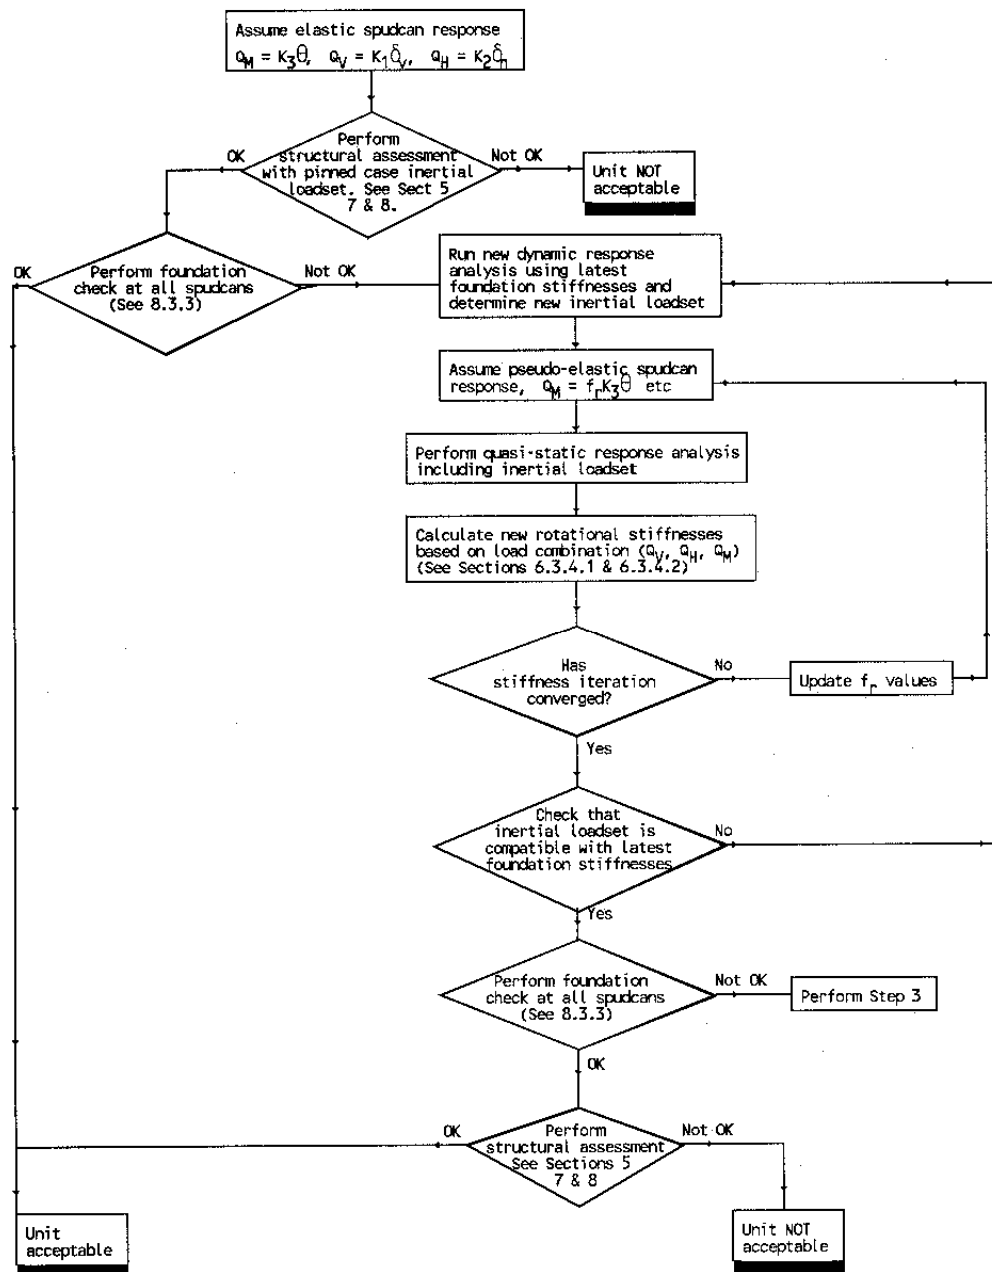 Assume elastic spudcan response
Q_M = K_3θ, Q_V = K_1δ_v, Q_H = K_2δ_h
Perform
structural assessment
with pinned case inertial
loadset. See Sect 5
7 & 8.
OK
Not OK
Unit NOT
acceptable
Perform foundation
check at all spudcans
(See 8.3.3)
OK
Not OK
Run new dynamic response
analysis using latest
foundation stiffnesses and
determine new inertial loadset
Assume pseudo-elastic spudcan
response, Q_M = f_rK_3θ etc
Perform quasi-static response analysis
including inertial loadset
Calculate new rotational stiffnesses
based on load combination (Q_V, Q_H, Q_M)
(See Sections 6.3.4.1 & 6.3.4.2)
Has
stiffness iteration
converged?
No
Update f_r values
Yes
Check that
inertial loadset is
compatible with latest
foundation stiffnesses
No
Yes
Perform foundation
check at all spudcans
(See 8.3.3)
Not OK
Perform Step 3
OK
Perform
structural assessment
See Sections 5
7 & 8
OK
Not OK
Unit
acceptable
Unit NOT
acceptable